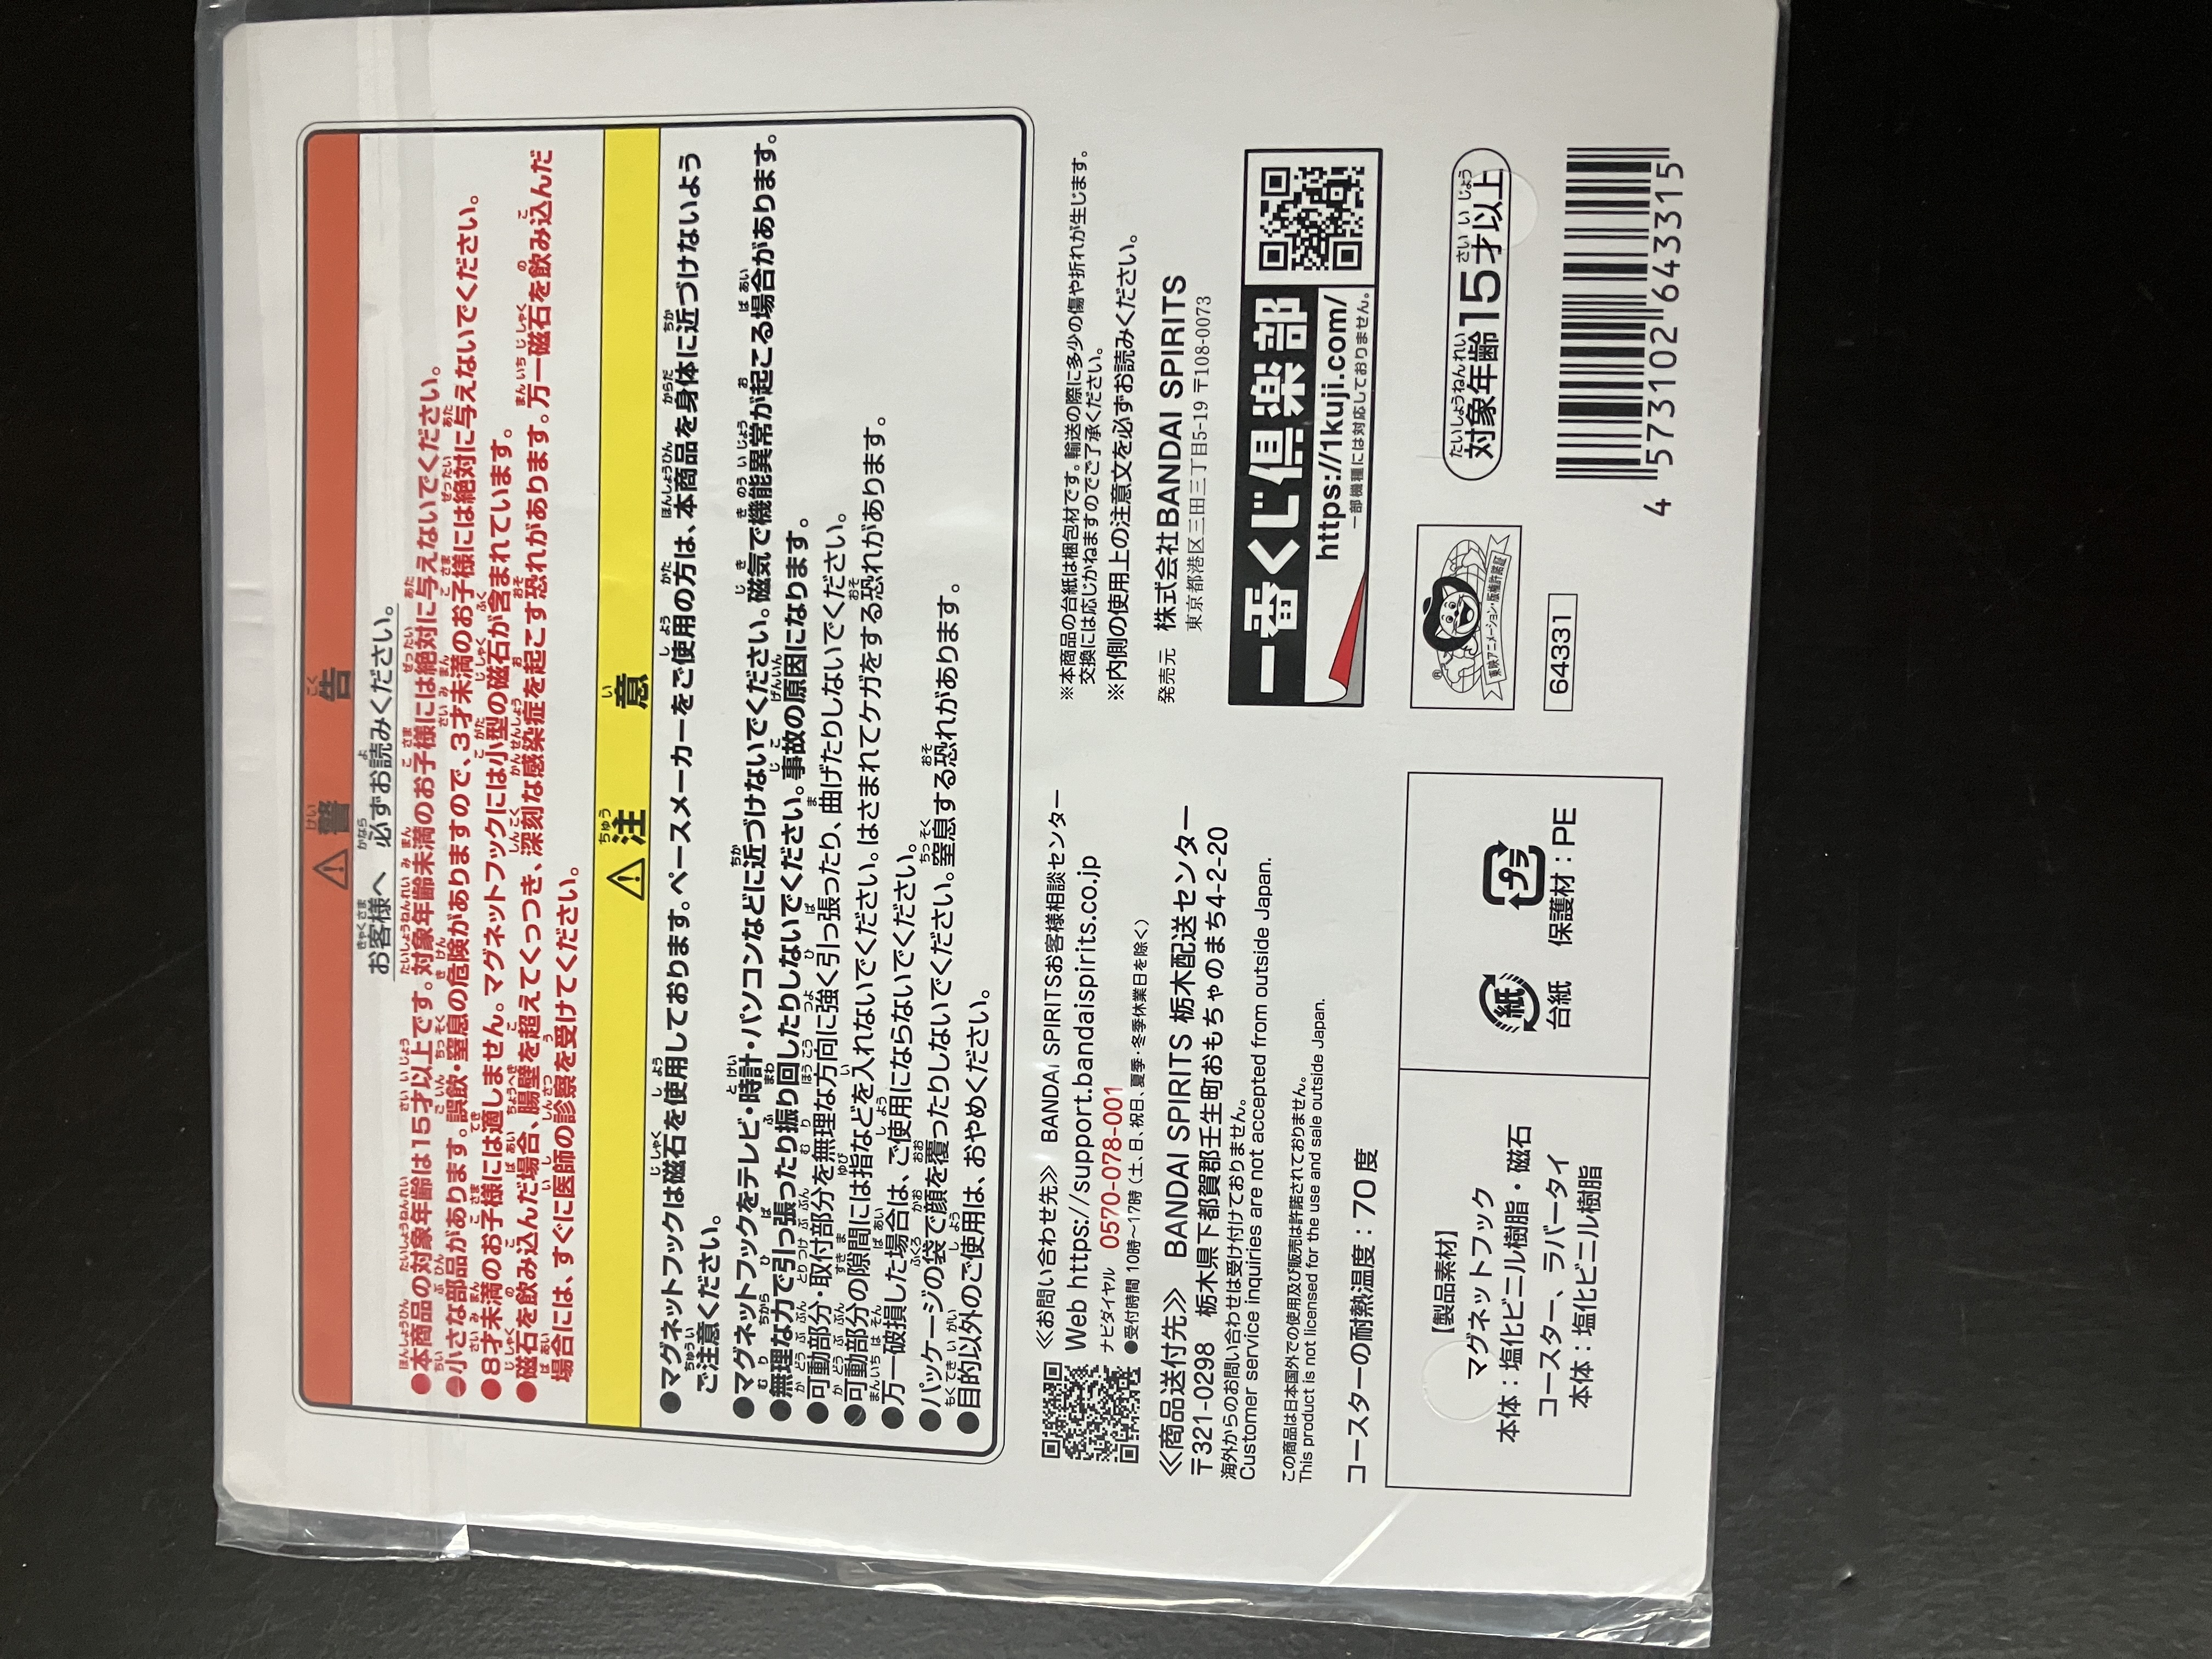 ⚠ 警告
お客様へ 必ずお読みください。
●本商品の対象年齢は15才以上です。対象年齢未満のお子様には絶対に与えないでください。
●小さな部品があります。誤飲・窒息の危険がありますので、3才未満のお子様には絶対に与えないでください。
●8才未満のお子様には適しません。マグネットフックには小型の磁石が含まれています。
●磁石を飲み込んだ場合、腸壁を超えてくっつき、深刻な感染症を起こす恐れがあります。万一磁石を飲み込んだ
場合には、すぐに医師の診察を受けてください。
⚠ 注意
●マグネットフックは磁石を使用しております。ペースメーカーをご使用の方は、本商品を身体に近づけないよう
ご注意ください。
●マグネットフックをテレビ・時計・パソコンなどに近づけないでください。磁気で機能異常が起こる場合があります。
●無理な力で引っ張ったり振り回したりしないでください。事故の原因になります。
●可動部分・取付部分を無理な方向に強く引っ張ったり、曲げたりしないでください。
●可動部分の隙間には指などを入れないでください。はさまれてケガをする恐れがあります。
●万一破損した場合は、ご使用にならないでください。
●パッケージの袋で顔を覆ったりしないでください。窒息する恐れがあります。
●目的以外のご使用は、おやめください。
≪お問い合わせ先≫ BANDAI SPIRITSお客様相談センター
Web https://support.bandaispirits.co.jp
ナビダイヤル 0570-078-001
●受付時間 10時～17時（土、日、祝日、夏季・冬季休業日を除く）
≪商品送付先≫ BANDAI SPIRITS 栃木配送センター
〒321-0298 栃木県下都賀郡壬生町おもちゃのまち4-2-20
海外からのお問い合わせは受け付けておりません。
Customer service inquiries are not accepted from outside Japan.
この商品は日本国外での使用及び販売は許諾されておりません。
This product is not licensed for the use and sale outside Japan.
コースターの耐熱温度：70度
【製品素材】
マグネットフック
本体：塩化ビニル樹脂・磁石
コースター、ラバータイ
本体：塩化ビニル樹脂
紙
台紙
プラ
保護材：PE
※本商品の台紙は梱包材です。輸送の際に多少の傷や折れが生じます。
交換には応じかねますのでご了承ください。
※内側の使用上の注意文を必ずお読みください。
発売元 株式会社BANDAI SPIRITS
東京都港区三田三丁目5-19 〒108-0073
一番くじ倶楽部
https://1kuji.com/
一部機種には対応しておりません。
®
東映アニメーション・版権許諾証
64331
対象年齢15才以上
4 573102 643315